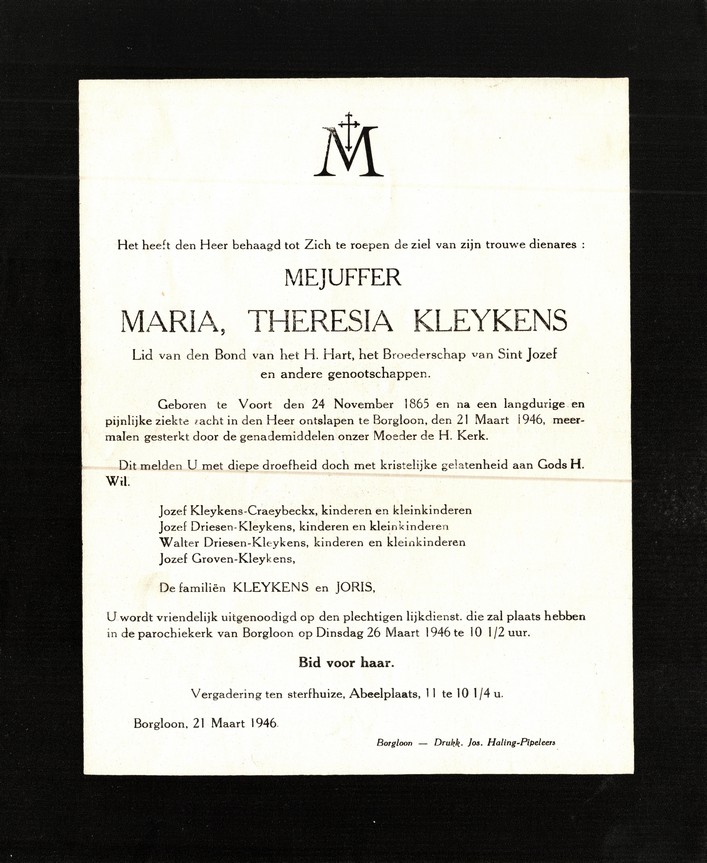 M
Het heeft den Heer behaagd tot Zich te roepen de ziel van zijn trouwe dienares :
MEJUFFER
MARIA, THERESIA KLEYKENS
Lid van den Bond van het H. Hart, het Broederschap van Sint Jozef
en andere genootschappen.
Geboren te Voort den 24 November 1865 en na een langdurige en
pijnlijke ziekte zacht in den Heer ontslapen te Borgloon, den 21 Maart 1946, meer-
malen gesterkt door de genademiddelen onzer Moeder de H. Kerk.
Dit melden U met diepe droefheid doch met kristelijke gelatenheid aan Gods H.
Wil.
Jozef Kleykens-Craeybeckx, kinderen en kleinkinderen
Jozef Driesen-Kleykens, kinderen en kleinkinderen
Walter Driesen-Kleykens, kinderen en kleinkinderen
Jozef Groven-Kleykens,
De familiën KLEYKENS en JORIS,
U wordt vriendelijk uitgenoodigd op den plechtigen lijkdienst. die zal plaats hebben
in de parochiekerk van Borgloon op Dinsdag 26 Maart 1946 te 10 1/2 uur.
Bid voor haar.
Vergadering ten sterfhuize, Abeelplaats, 11 te 10 1/4 u.
Borgloon, 21 Maart 1946.
Borgloon — Drukk. Jos. Haling-Pipeleers